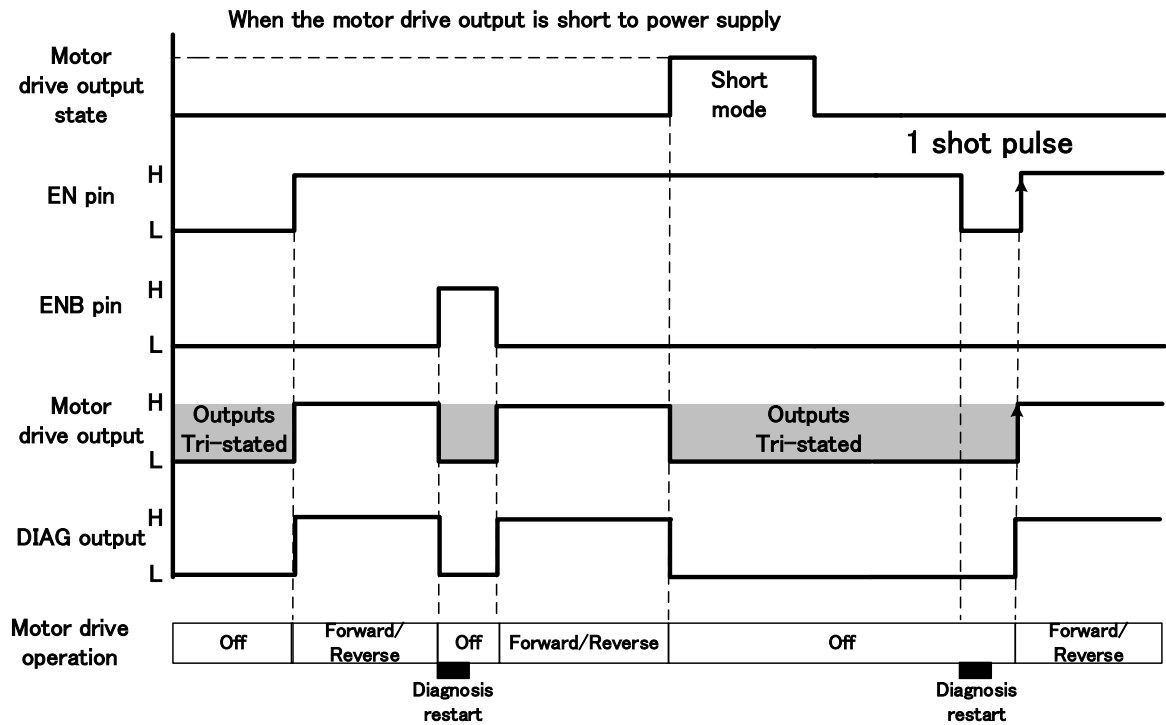 When the motor drive output is short to power supply
Motor
drive output
state
Short
mode
1 shot pulse
EN pin
H
L
ENB pin
H
L
Motor
drive output
H
L
Outputs
Tri-stated
Outputs
Tri-stated
DIAG output
H
L
Motor drive
operation
Off
Forward/
Reverse
Off
Forward/Reverse
Off
Forward/
Reverse
Diagnosis
restart
Diagnosis
restart